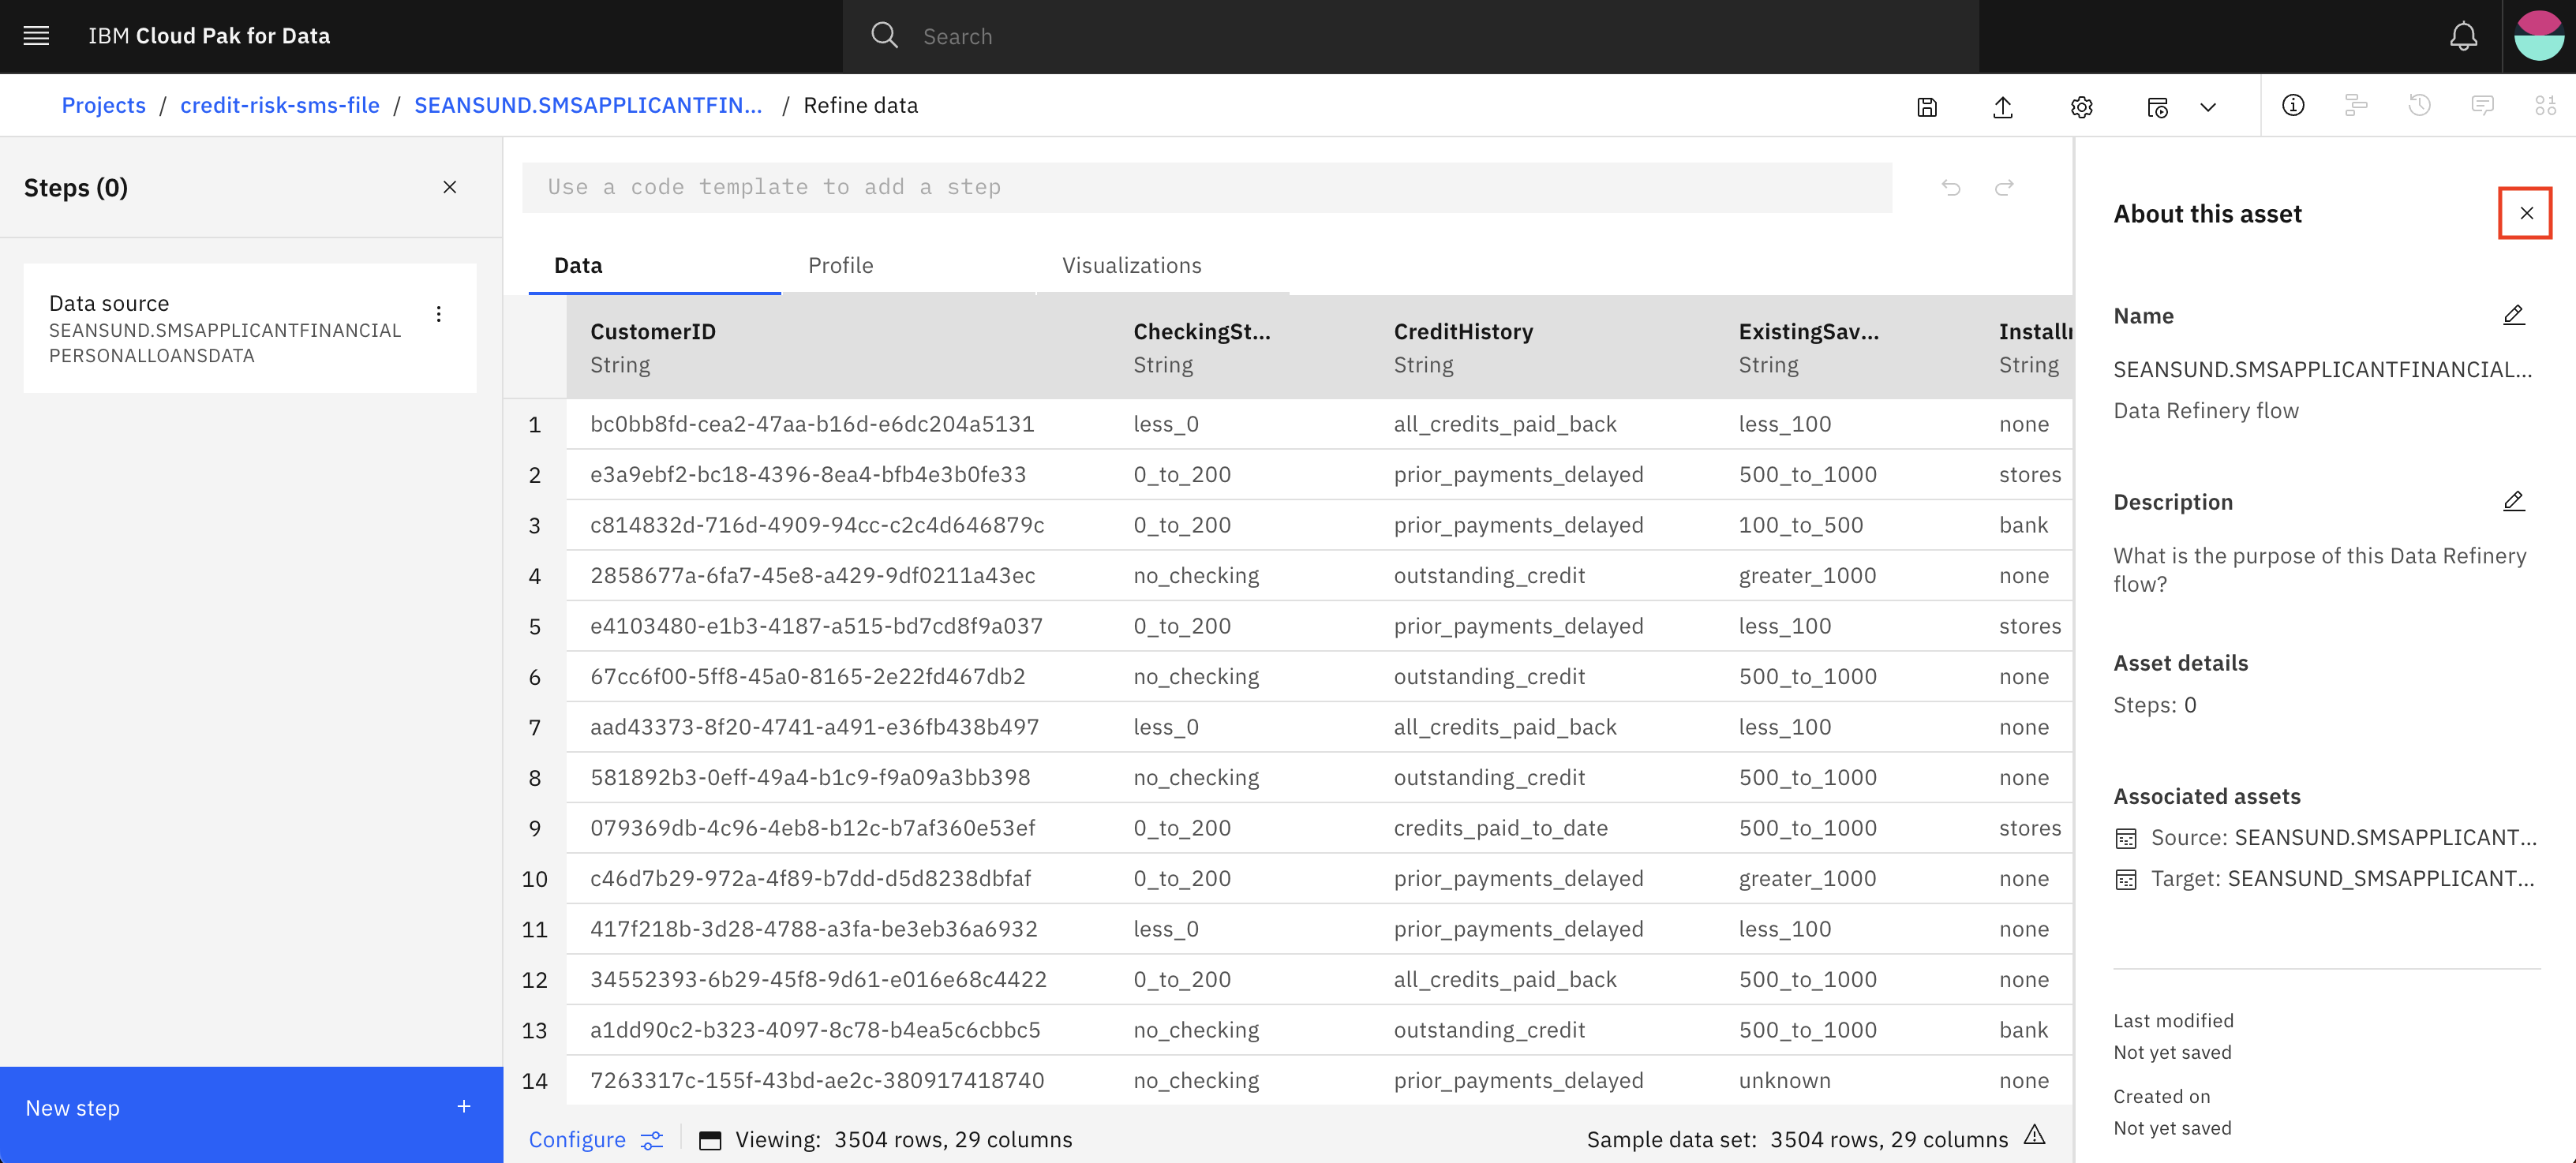 IBM Cloud Pak for Data
Search
Projects / credit-risk-sms-file / SEANSUND.SMSAPPLICANTFIN... / Refine data
Steps (0)
Data source
SEANSUND.SMSAPPLICANTFINANCIAL
PERSONALLOANSDATA
New step +
Use a code template to add a step
Data Profile Visualizations
CustomerID CheckingSt... CreditHistory ExistingSav... Install
String String String String String
1 bc0bb8fd-cea2-47aa-b16d-e6dc204a5131 less_0 all_credits_paid_back less_100 none
2 e3a9ebf2-bc18-4396-8ea4-bfb4e3b0fe33 0_to_200 prior_payments_delayed 500_to_1000 stores
3 c814832d-716d-4909-94cc-c2c4d646879c 0_to_200 prior_payments_delayed 100_to_500 bank
4 2858677a-6fa7-45e8-a429-9df0211a43ec no_checking outstanding_credit greater_1000 none
5 e4103480-e1b3-4187-a515-bd7cd8f9a037 0_to_200 prior_payments_delayed less_100 stores
6 67cc6f00-5ff8-45a0-8165-2e22fd467db2 no_checking outstanding_credit 500_to_1000 none
7 aad43373-8f20-4741-a491-e36fb438b497 less_0 all_credits_paid_back less_100 none
8 581892b3-0eff-49a4-b1c9-f9a09a3bb398 no_checking outstanding_credit 500_to_1000 none
9 079369db-4c96-4eb8-b12c-b7af360e53ef 0_to_200 credits_paid_to_date 500_to_1000 stores
10 c46d7b29-972a-4f89-b7dd-d5d8238dbfaf 0_to_200 prior_payments_delayed greater_1000 none
11 417f218b-3d28-4788-a3fa-be3eb36a6932 less_0 prior_payments_delayed less_100 none
12 34552393-6b29-45f8-9d61-e016e68c4422 0_to_200 all_credits_paid_back 500_to_1000 none
13 a1dd90c2-b323-4097-8c78-b4ea5c6cbbc5 no_checking outstanding_credit 500_to_1000 bank
14 7263317c-155f-43bd-ae2c-380917418740 no_checking prior_payments_delayed unknown none
Configure Viewing: 3504 rows, 29 columns Sample data set: 3504 rows, 29 columns
About this asset
Name
SEANSUND.SMSAPPLICANTFINANCIAL...
Data Refinery flow
Description
What is the purpose of this Data Refinery
flow?
Asset details
Steps: 0
Associated assets
Source: SEANSUND.SMSAPPLICANT...
Target: SEANSUND_SMSAPPLICANT...
Last modified
Not yet saved
Created on
Not yet saved